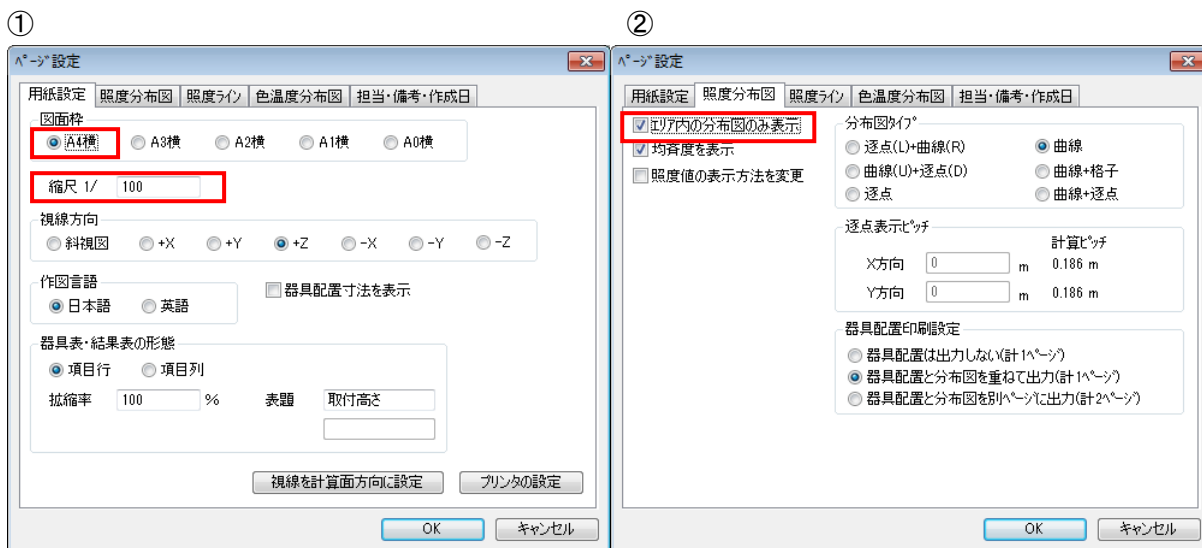 ①
ﾍﾟｰｼﾞ設定
用紙設定 照度分布図 照度ﾗｲﾝ 色温度分布図 担当･備考･作成日
図面枠
A4横 A3横 A2横 A1横 A0横
縮尺 1/ 100
視線方向
斜視図 +X +Y +Z -X -Y -Z
作図言語
日本語 英語
器具配置寸法を表示
器具表･結果表の形態
項目行 項目列
拡縮率 100 % 表題 取付高さ
視線を計算面方向に設定 プリンタの設定
OK キャンセル
②
ﾍﾟｰｼﾞ設定
用紙設定 照度分布図 照度ﾗｲﾝ 色温度分布図 担当･備考･作成日
ｴﾘｱ内の分布図のみ表示
均斉度を表示
照度値の表示方法を変更
分布図ﾀｲﾌﾟ
逐点(L)+曲線(R) 曲線
曲線(U)+逐点(D) 曲線+格子
逐点 曲線+逐点
逐点表示ﾋﾟｯﾁ
計算ﾋﾟｯﾁ
X方向 0 m 0.186 m
Y方向 0 m 0.186 m
器具配置印刷設定
器具配置は出力しない(計1ﾍﾟｰｼﾞ)
器具配置と分布図を重ねて出力(計1ﾍﾟｰｼﾞ)
器具配置と分布図を別ﾍﾟｰｼﾞに出力(計2ﾍﾟｰｼﾞ)
OK キャンセル